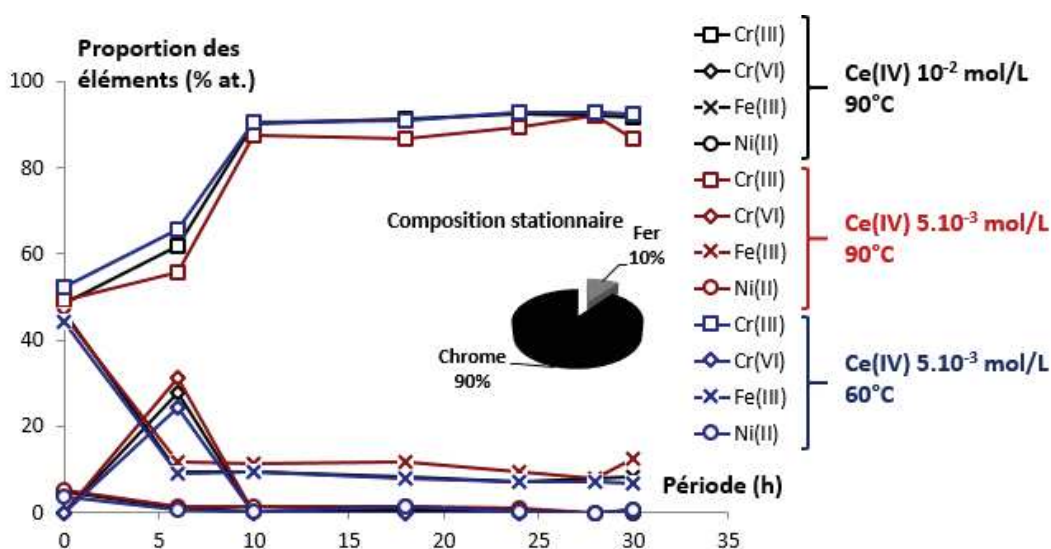 Proportion des
éléments (% at.)
100
80
60
40
20
0
0
5
10
15
20
25
30
35
Période (h)
Composition stationnaire
Fer
10%
Chrome
90%
Cr(III)
Cr(VI)
Fe(III)
Ni(II)
Ce(IV) 10⁻² mol/L
90°C
Cr(III)
Cr(VI)
Fe(III)
Ni(II)
Ce(IV) 5.10⁻³ mol/L
90°C
Cr(III)
Cr(VI)
Fe(III)
Ni(II)
Ce(IV) 5.10⁻³ mol/L
60°C